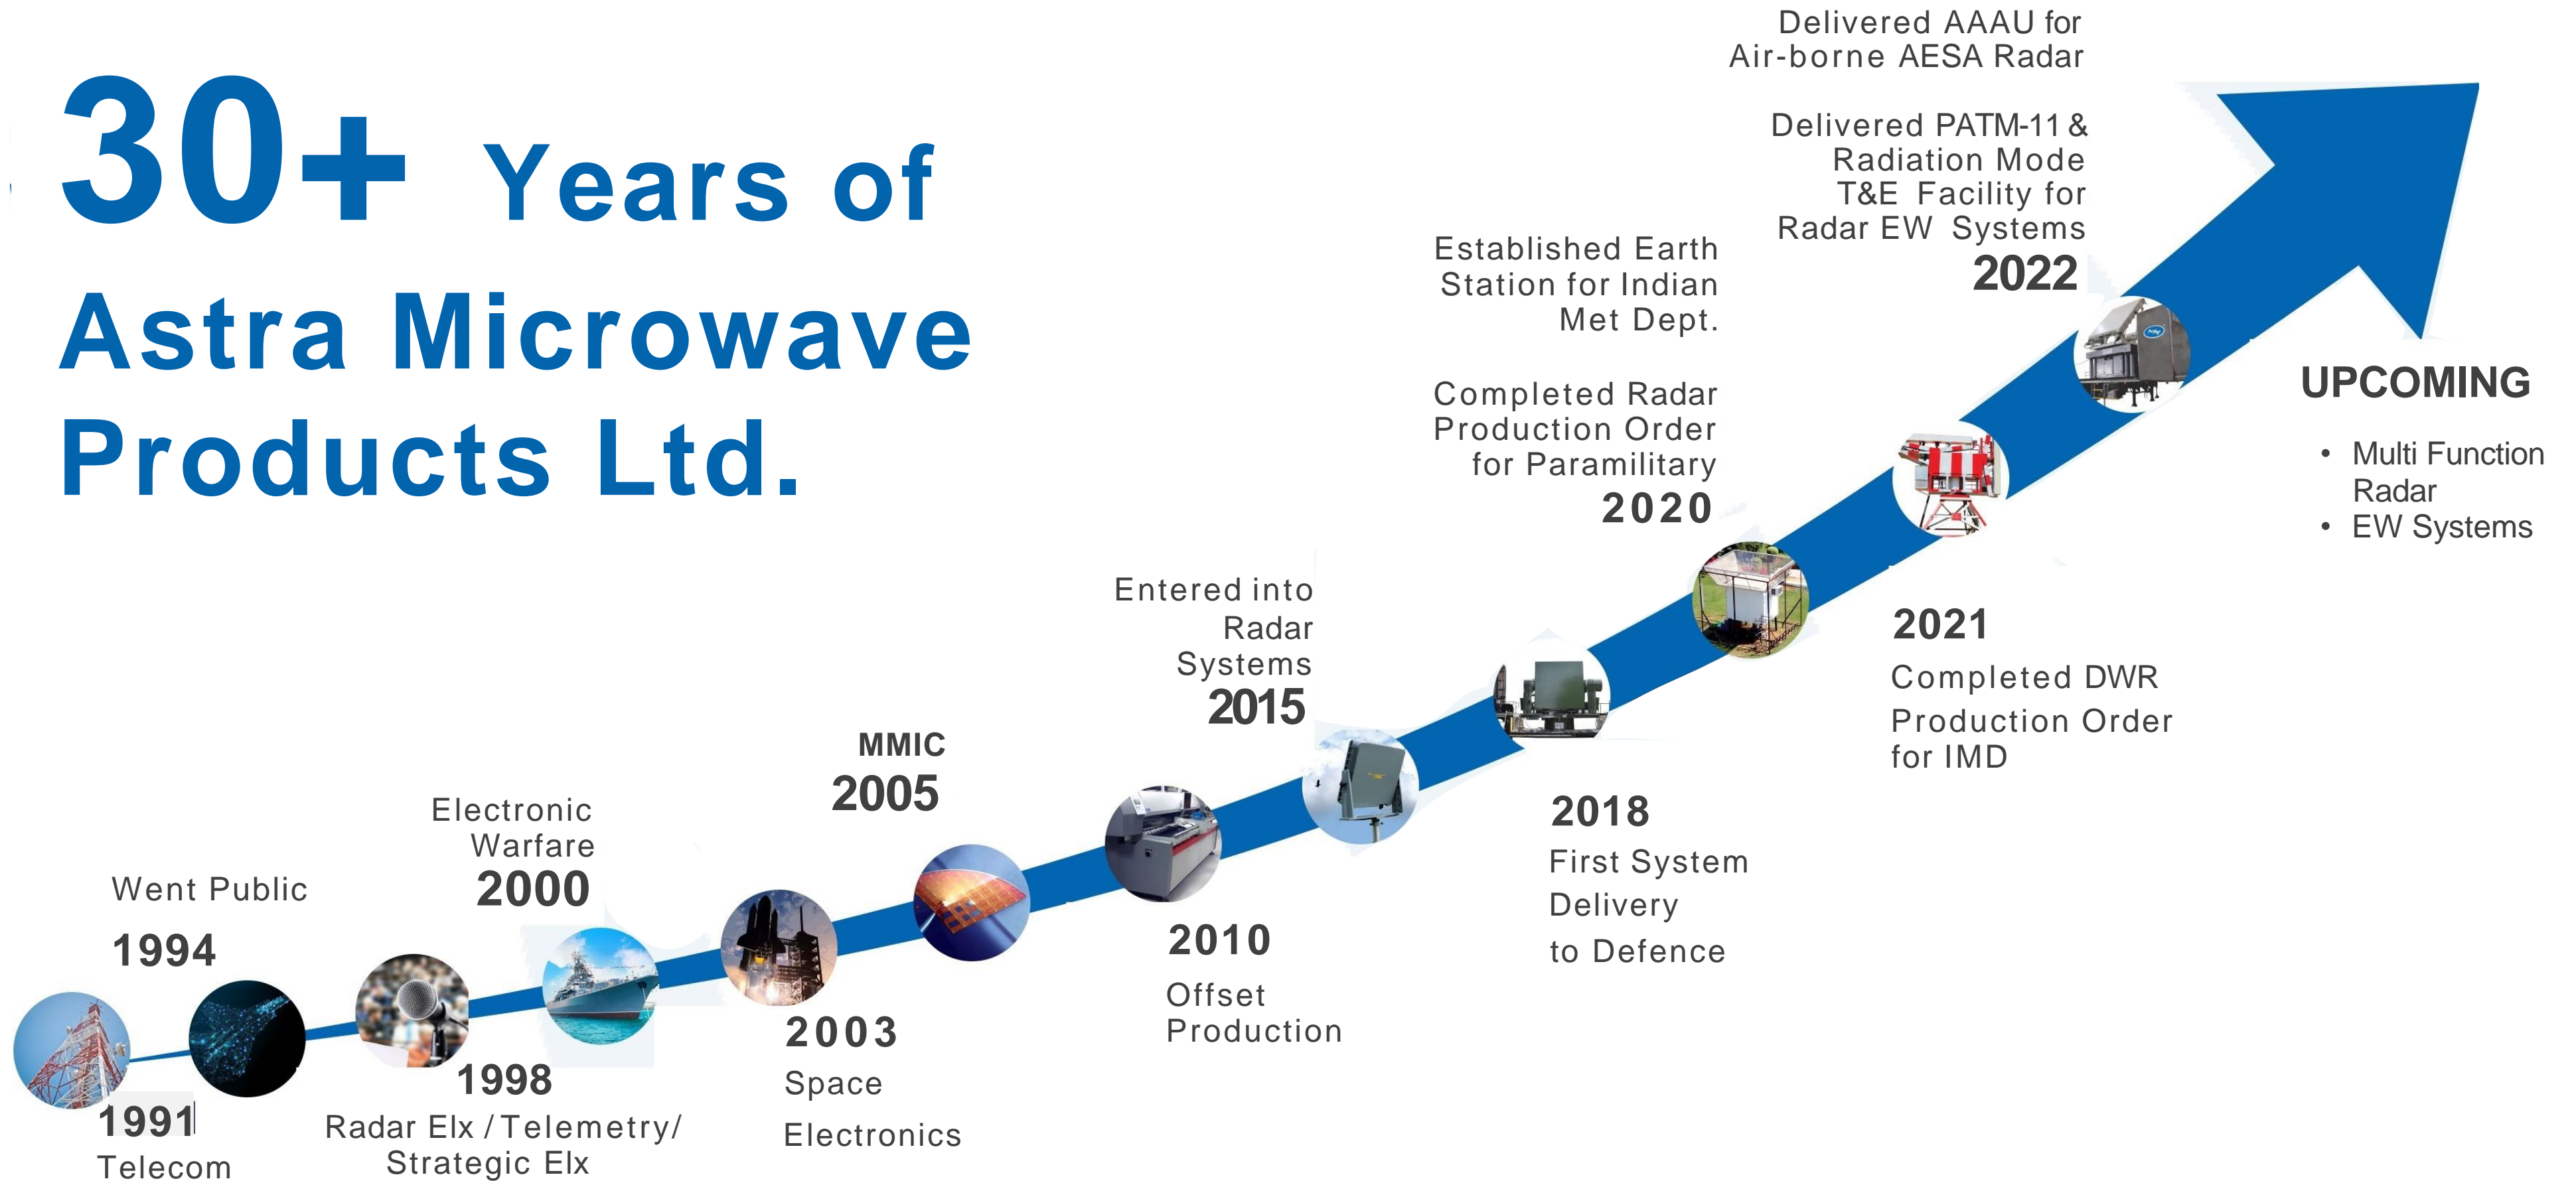 30+ Years of
Astra Microwave
Products Ltd.
1991
Telecom
Went Public
1994
1998
Radar Elx / Telemetry/
Strategic Elx
Electronic
Warfare
2000
2003
Space
Electronics
MMIC
2005
2010
Offset
Production
Entered into
Radar
Systems
2015
2018
First System
Delivery
to Defence
Established Earth
Station for Indian
Met Dept.
Completed Radar
Production Order
for Paramilitary
2020
2021
Completed DWR
Production Order
for IMD
Delivered AAAU for
Air-borne AESA Radar
Delivered PATM-11 &
Radiation Mode
T&E Facility for
Radar EW Systems
2022
UPCOMING
• Multi Function
Radar
• EW Systems